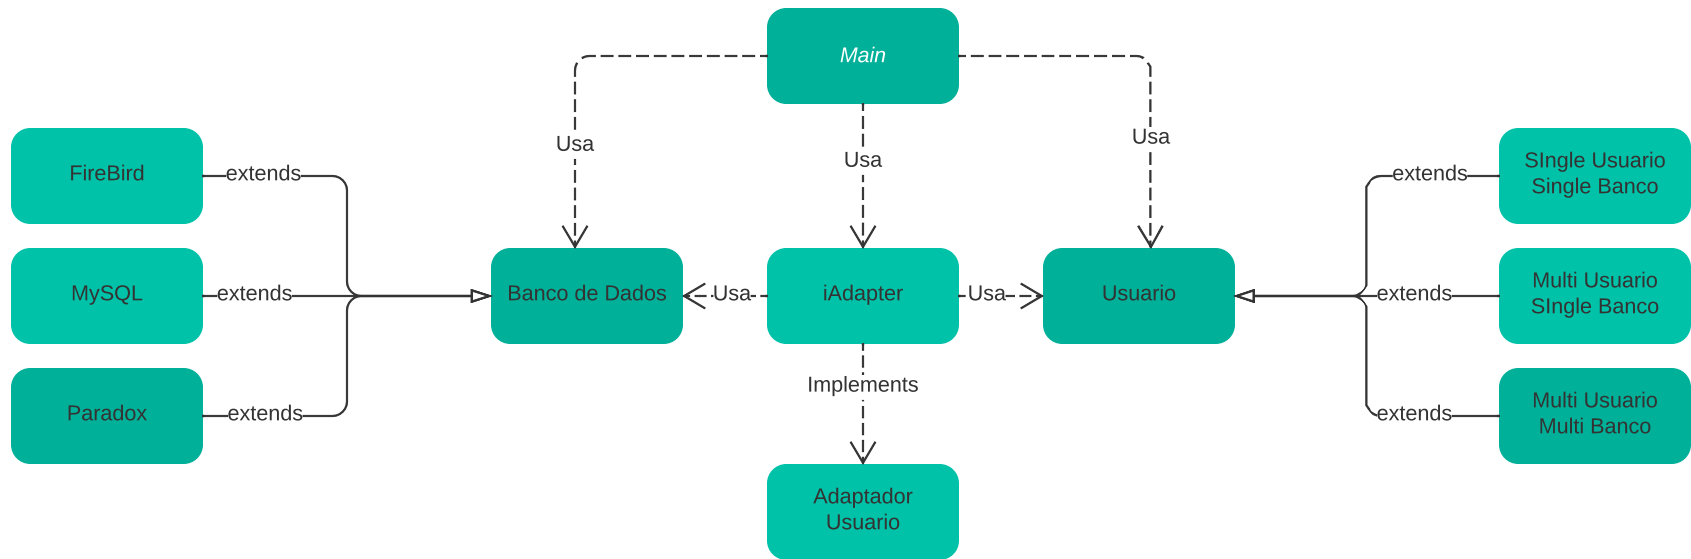 Main
Usa
Usa
Usa
FireBird
extends
extends
SIngle Usuario
Single Banco
MySQL
extends
Banco de Dados
Usa
iAdapter
Usa
Usuario
extends
Multi Usuario
SIngle Banco
Paradox
extends
Implements
extends
Multi Usuario
Multi Banco
Adaptador
Usuario